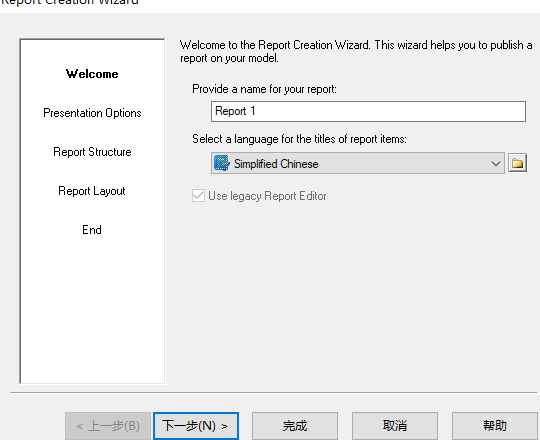 Report Creation Wizard
Welcome
Presentation Options
Report Structure
Report Layout
End
Welcome to the Report Creation Wizard. This wizard helps you to publish a
report on your model.
Provide a name for your report:
Report 1
Select a language for the titles of report items:
Simplified Chinese
Use legacy Report Editor
< 上一步(B)
下一步(N) >
完成
取消
帮助